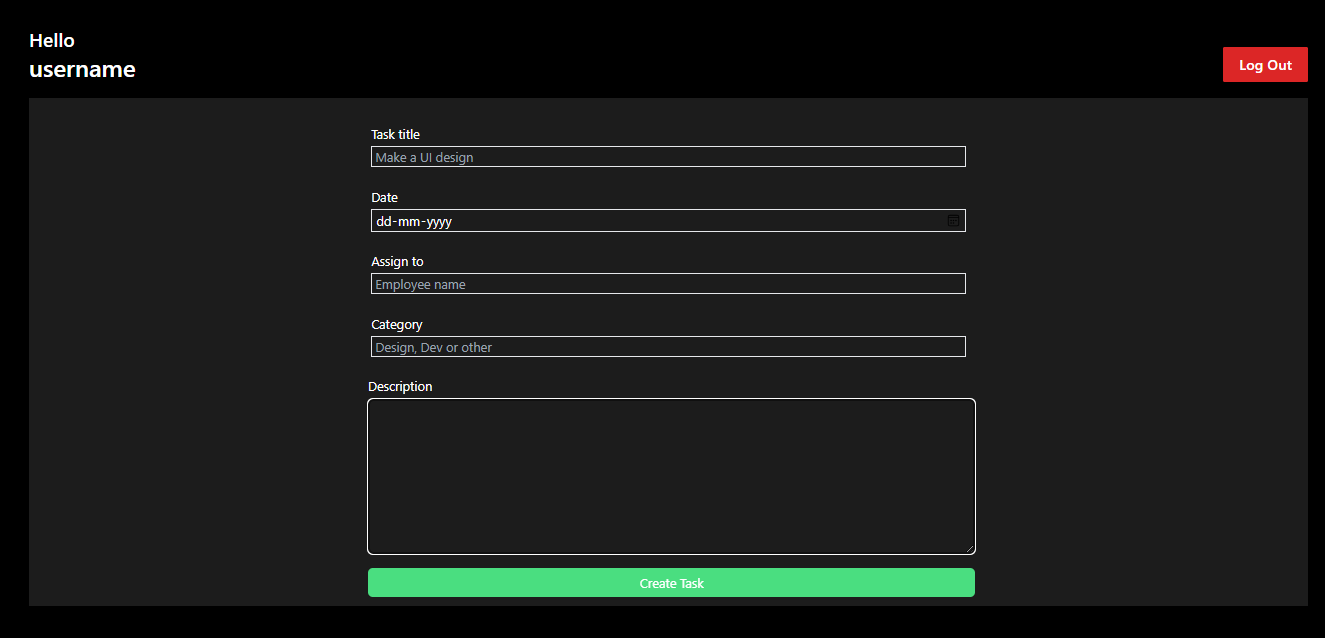 Hello
username
Log Out
Task title
Make a UI design
Date
dd-mm-yyyy
Assign to
Employee name
Category
Design, Dev or other
Description
Create Task